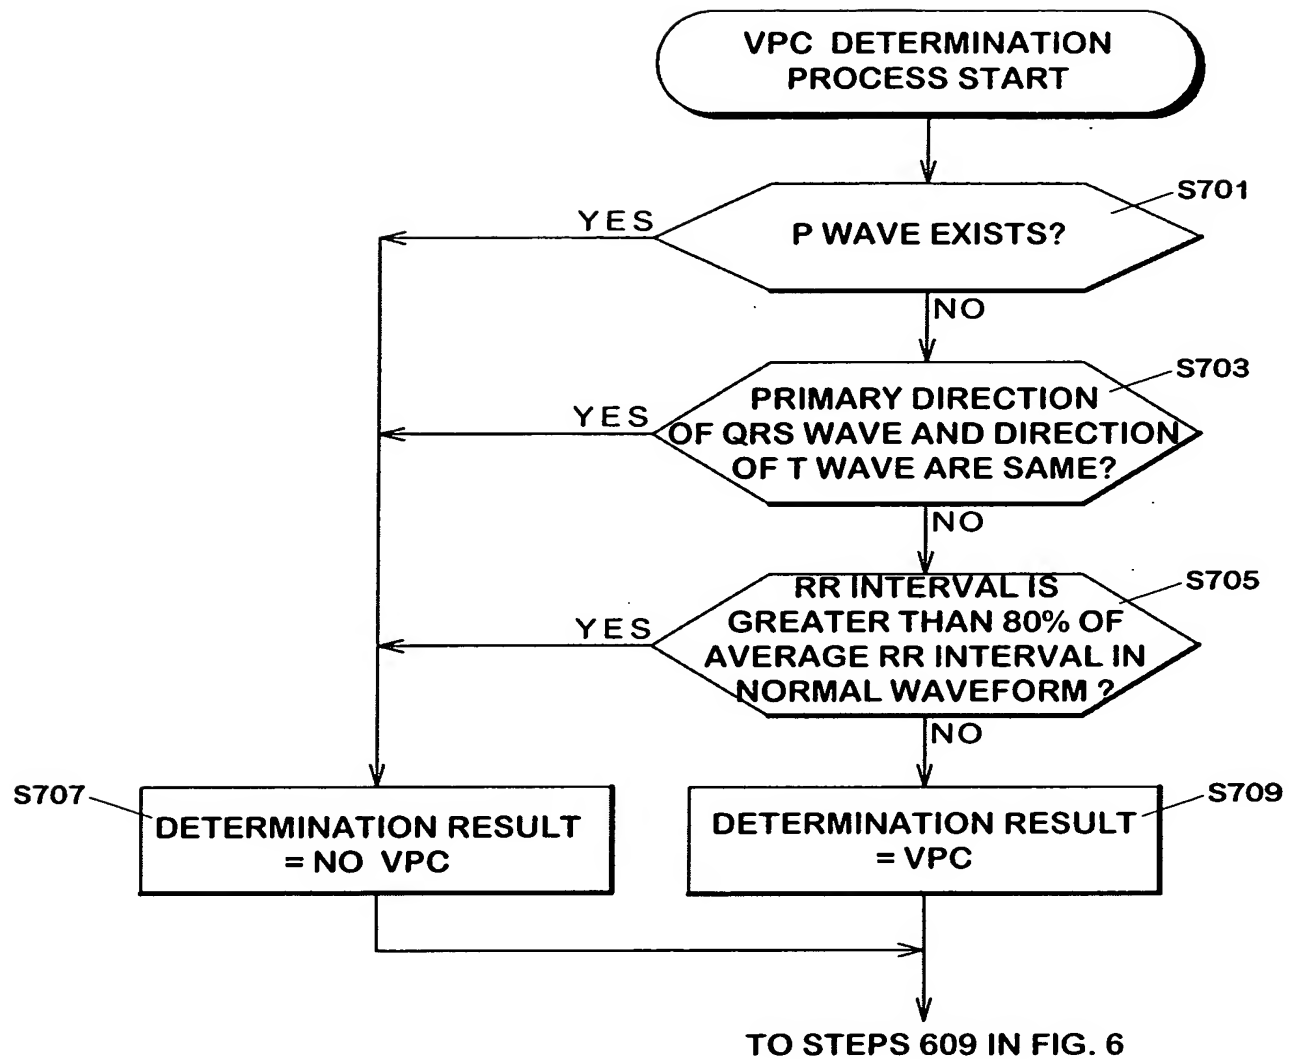 VPC DETERMINATION
PROCESS START
S701
YES
P WAVE EXISTS?
NO
S703
YES
PRIMARY DIRECTION
OF QRS WAVE AND DIRECTION
OF T WAVE ARE SAME?
NO
S705
YES
RR INTERVAL IS
GREATER THAN 80% OF
AVERAGE RR INTERVAL IN
NORMAL WAVEFORM ?
NO
S707
DETERMINATION RESULT
= NO VPC
S709
DETERMINATION RESULT
= VPC
TO STEPS 609 IN FIG. 6